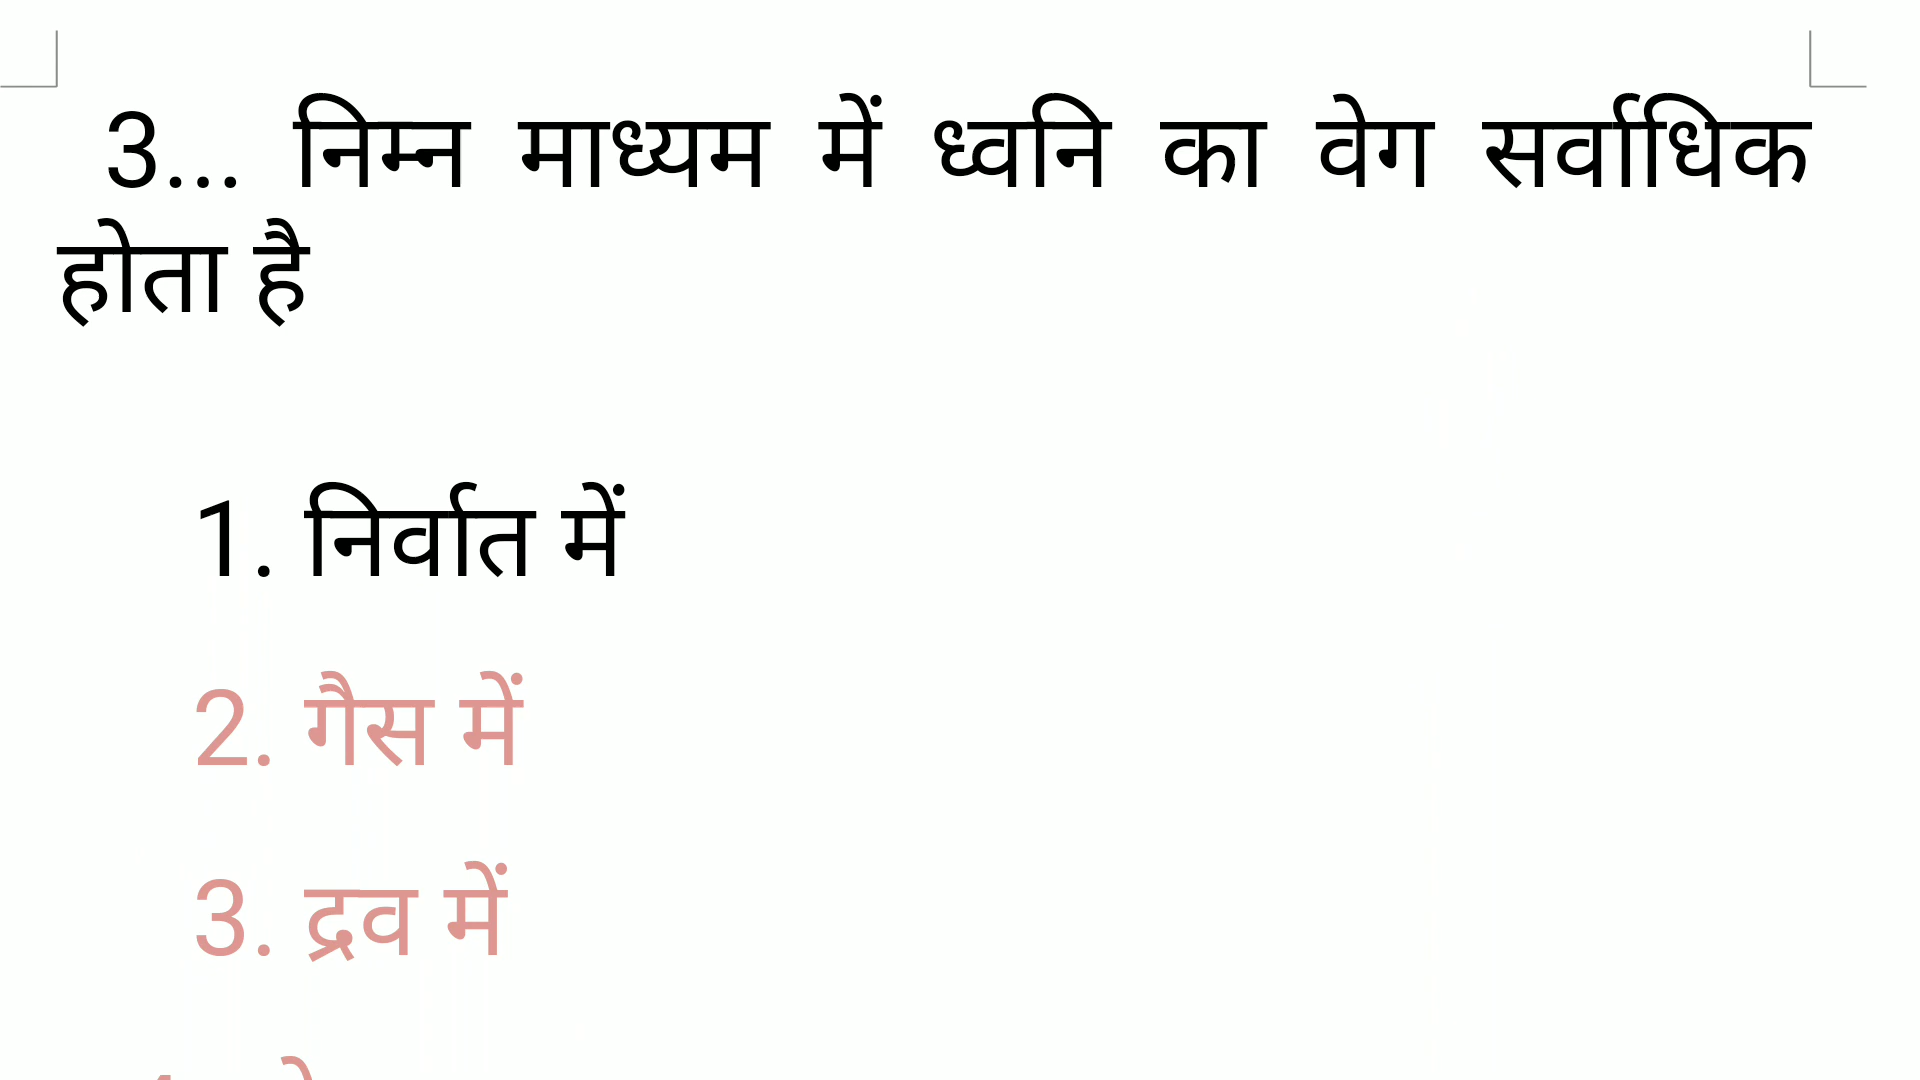 3... निम्न माध्यम में ध्वनि का वेग सर्वाधिक
होता है
1. निर्वात में
2. गैस में
3. द्रव में